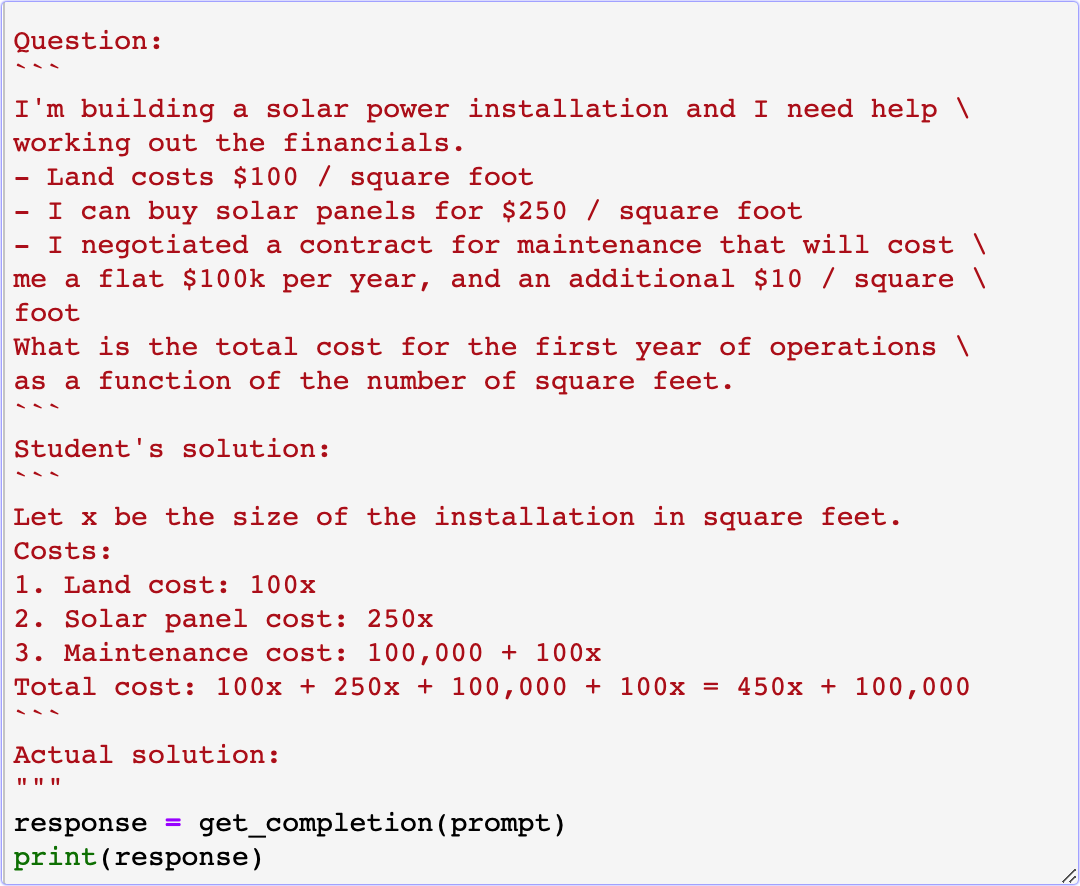 Question:
```
I'm building a solar power installation and I need help \
working out the financials.
- Land costs $100 / square foot
- I can buy solar panels for $250 / square foot
- I negotiated a contract for maintenance that will cost \
me a flat $100k per year, and an additional $10 / square \
foot
What is the total cost for the first year of operations \
as a function of the number of square feet.
```
Student's solution:
```
Let x be the size of the installation in square feet.
Costs:
1. Land cost: 100x
2. Solar panel cost: 250x
3. Maintenance cost: 100,000 + 100x
Total cost: 100x + 250x + 100,000 + 100x = 450x + 100,000
```
Actual solution:
"""
response = get_completion(prompt)
print(response)